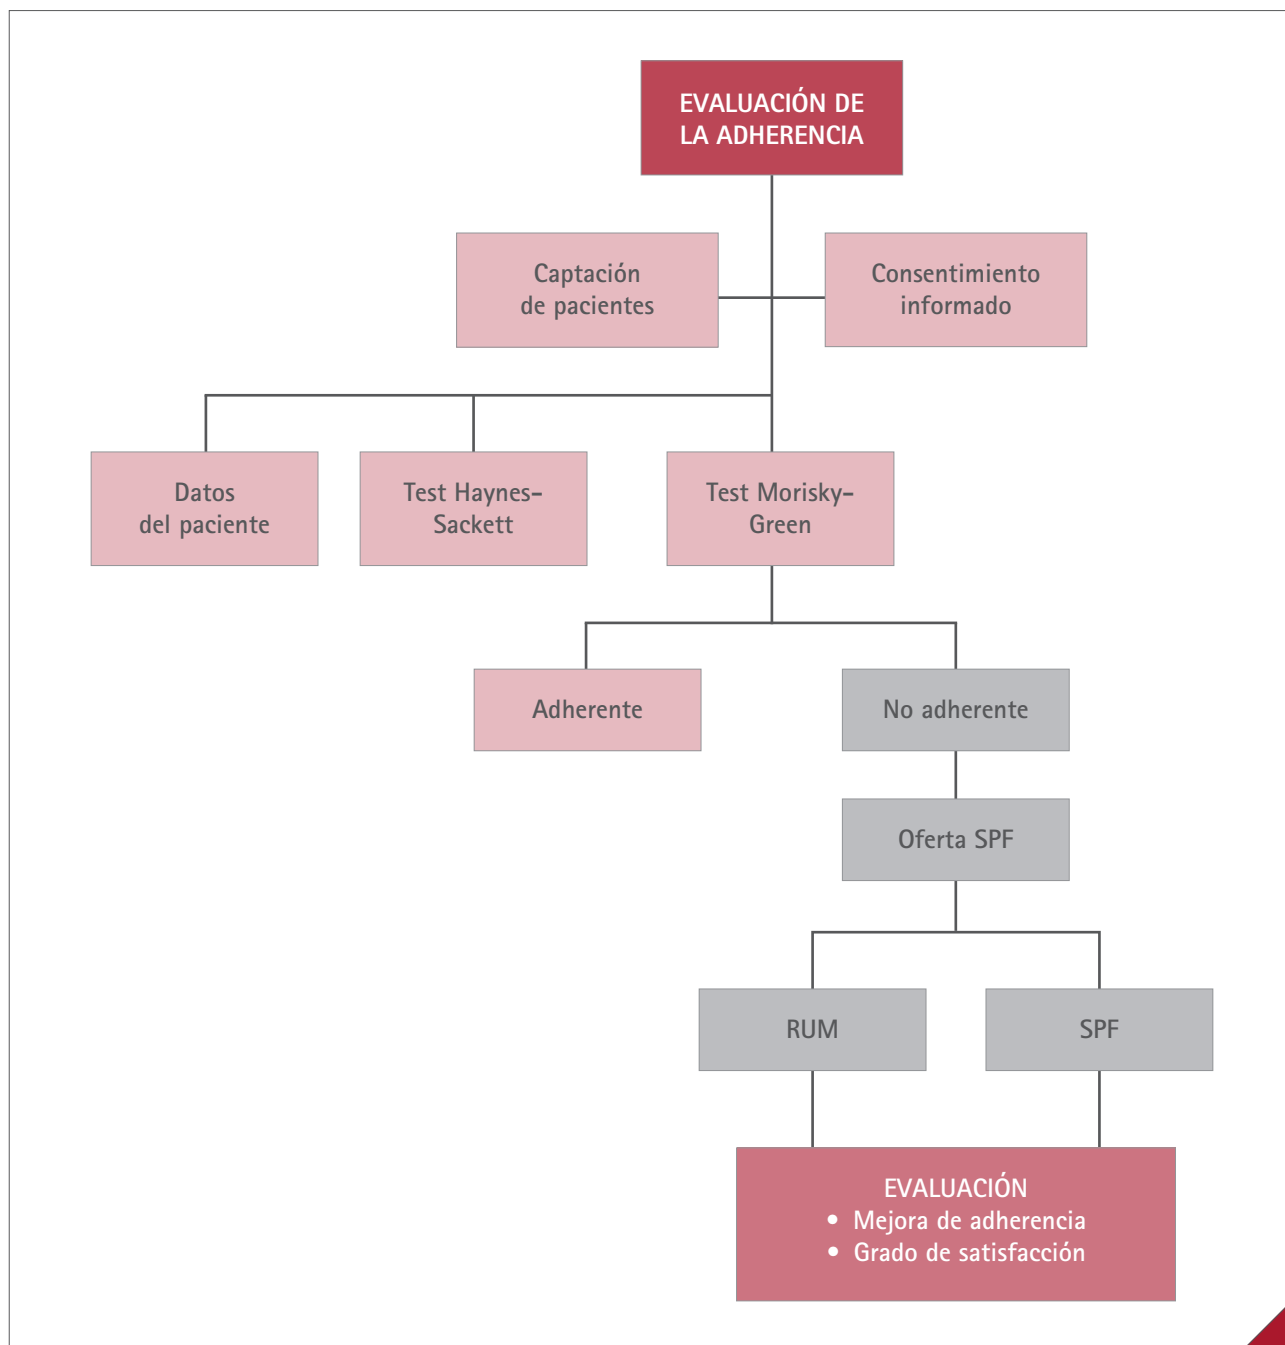 EVALUACIÓN DE
LA ADHERENCIA
Captación
de pacientes
Consentimiento
informado
Datos
del paciente
Test Haynes-
Sackett
Test Morisky-
Green
Adherente
No adherente
Oferta SPF
RUM
SPF
EVALUACIÓN
• Mejora de adherencia
• Grado de satisfacción